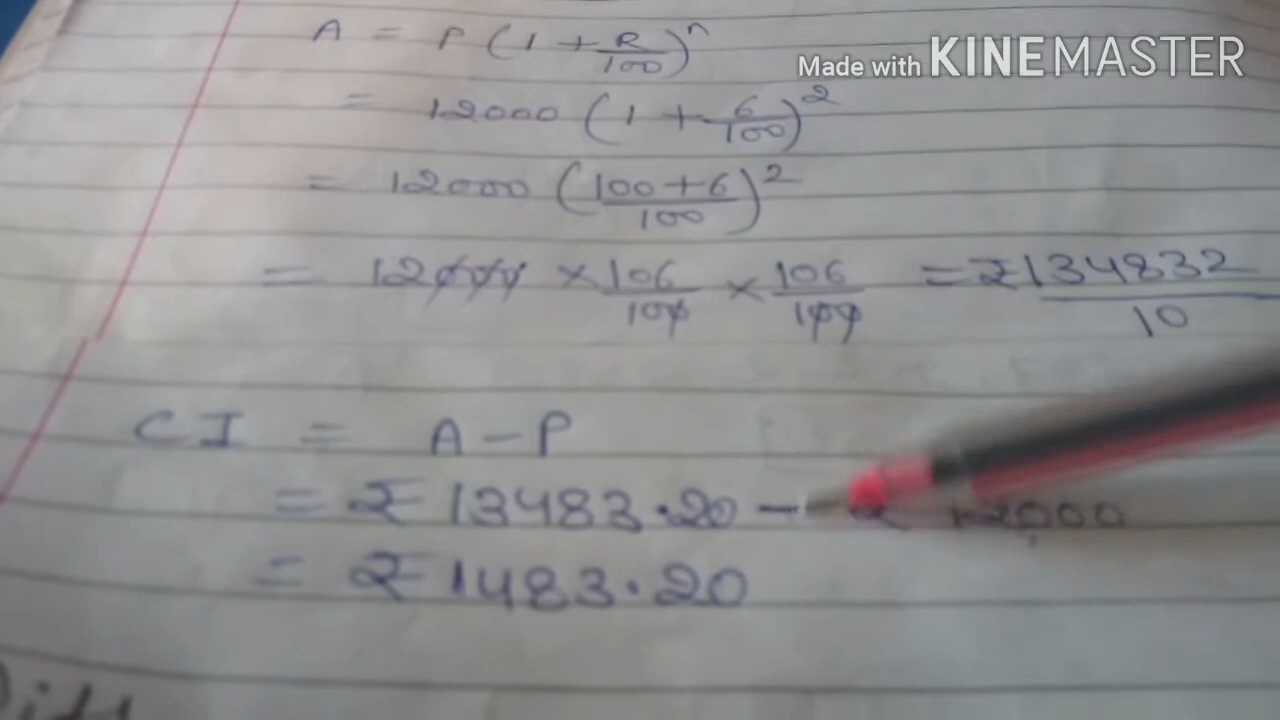 A = P (1 + R/100)^n
Made with KINEMASTER
= 12000 (1 + 6/100)^2
= 12000 (100+6/100)^2
= 12000 × 106/100 × 106/100 = ₹134832/10
CI = A - P
= ₹ 13483.20 - ₹ 12000
= ₹1483.20